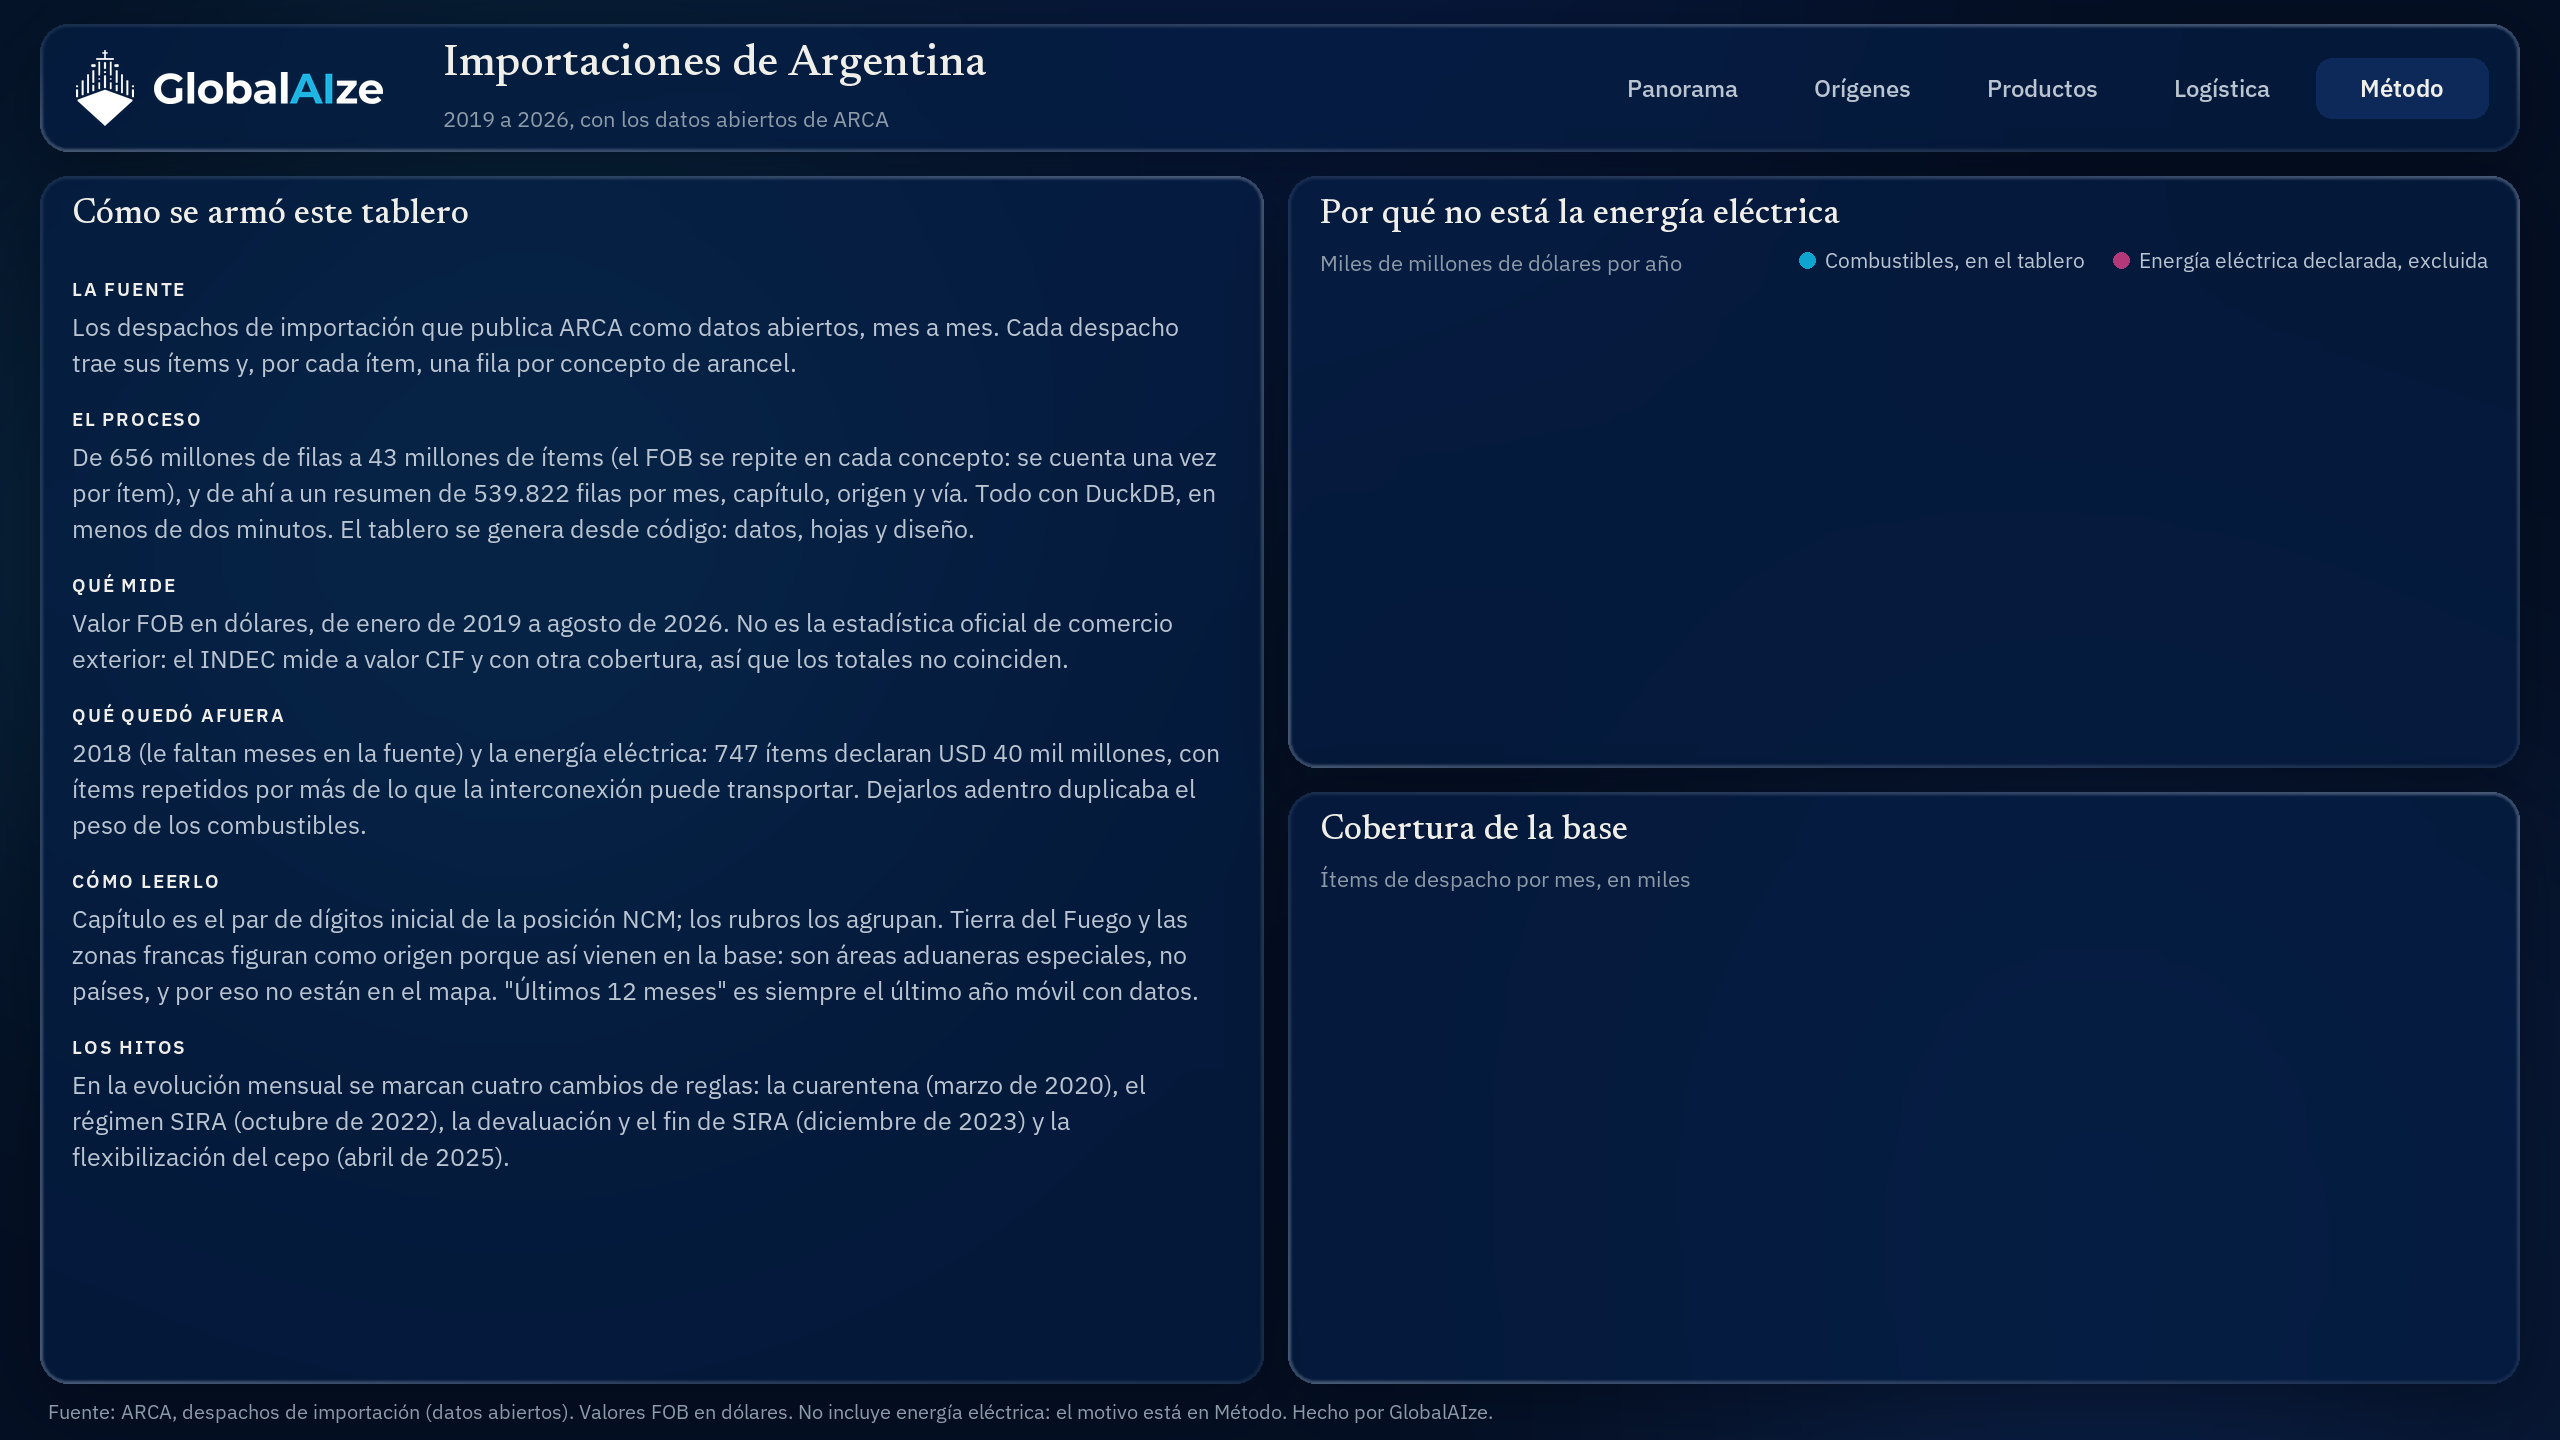 GlobalAIze
Importaciones de Argentina
2019 a 2026, con los datos abiertos de ARCA
Panorama
Orígenes
Productos
Logística
Método
Cómo se armó este tablero
LA FUENTE
Los despachos de importación que publica ARCA como datos abiertos, mes a mes. Cada despacho
trae sus ítems y, por cada ítem, una fila por concepto de arancel.
EL PROCESO
De 656 millones de filas a 43 millones de ítems (el FOB se repite en cada concepto: se cuenta una vez
por ítem), y de ahí a un resumen de 539.822 filas por mes, capítulo, origen y vía. Todo con DuckDB, en
menos de dos minutos. El tablero se genera desde código: datos, hojas y diseño.
QUÉ MIDE
Valor FOB en dólares, de enero de 2019 a agosto de 2026. No es la estadística oficial de comercio
exterior: el INDEC mide a valor CIF y con otra cobertura, así que los totales no coinciden.
QUÉ QUEDÓ AFUERA
2018 (le faltan meses en la fuente) y la energía eléctrica: 747 ítems declaran USD 40 mil millones, con
ítems repetidos por más de lo que la interconexión puede transportar. Dejarlos adentro duplicaba el
peso de los combustibles.
CÓMO LEERLO
Capítulo es el par de dígitos inicial de la posición NCM; los rubros los agrupan. Tierra del Fuego y las
zonas francas figuran como origen porque así vienen en la base: son áreas aduaneras especiales, no
países, y por eso no están en el mapa. "Últimos 12 meses" es siempre el último año móvil con datos.
LOS HITOS
En la evolución mensual se marcan cuatro cambios de reglas: la cuarentena (marzo de 2020), el
régimen SIRA (octubre de 2022), la devaluación y el fin de SIRA (diciembre de 2023) y la
flexibilización del cepo (abril de 2025).
Por qué no está la energía eléctrica
Miles de millones de dólares por año
Combustibles, en el tablero
Energía eléctrica declarada, excluida
Cobertura de la base
Ítems de despacho por mes, en miles
Fuente: ARCA, despachos de importación (datos abiertos). Valores FOB en dólares. No incluye energía eléctrica: el motivo está en Método. Hecho por GlobalAIze.